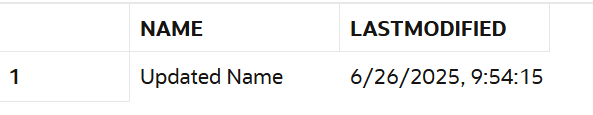 NAME LASTMODIFIED
1 Updated Name 6/26/2025, 9:54:15